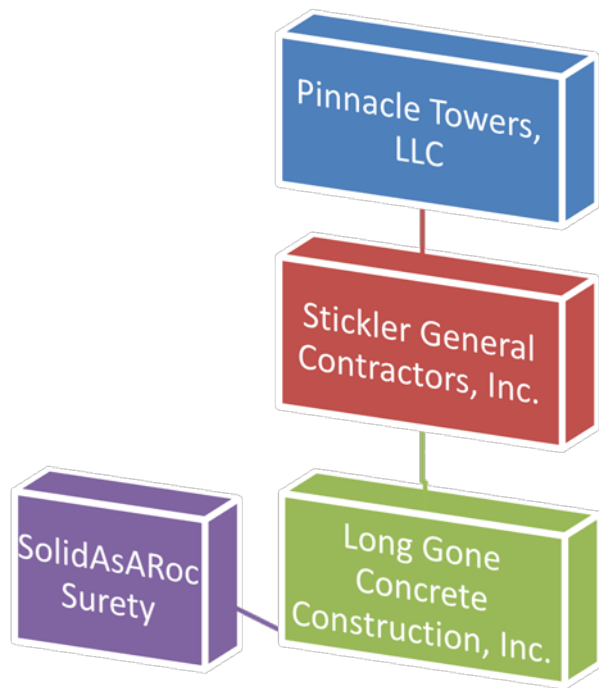 Pinnacle Towers,
LLC
Stickler General
Contractors, Inc.
SolidAsARoc
Surety
Long Gone
Concrete
Construction, Inc.